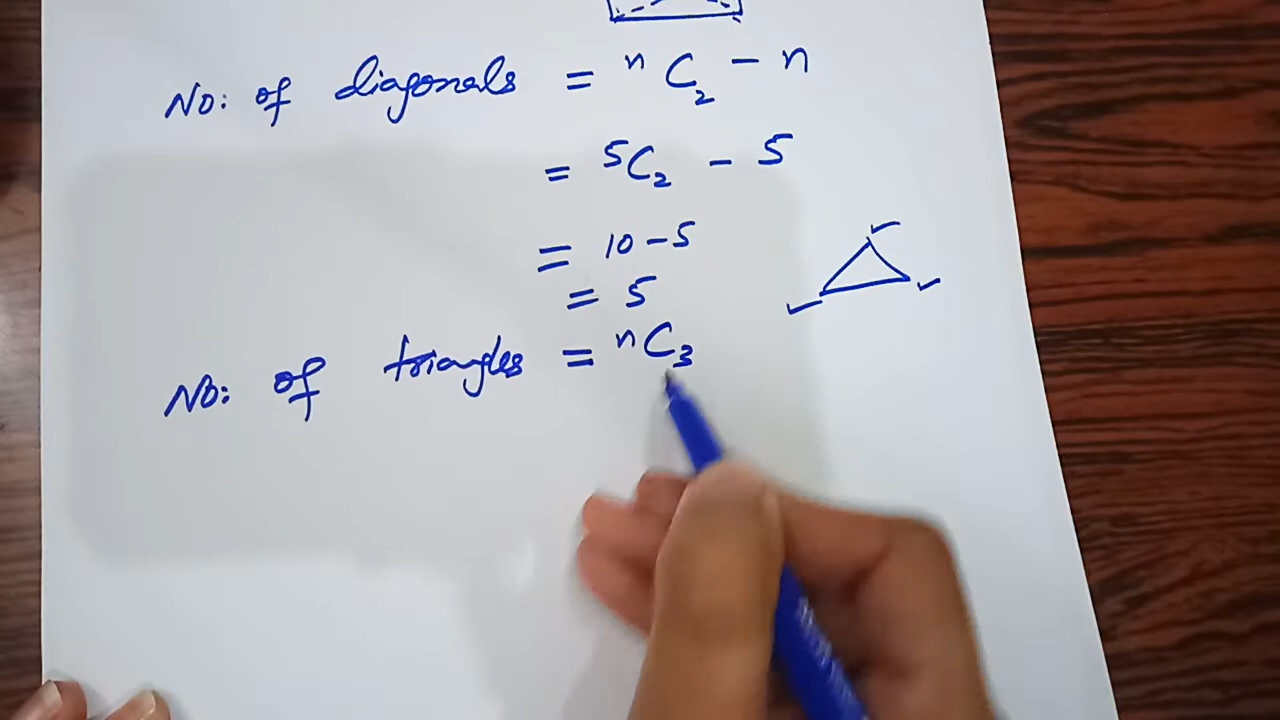 No: of diagonals = ⁿC₂ - n
= ⁵C₂ - 5
= 10 - 5
= 5
No: of triangles = ⁿC₃